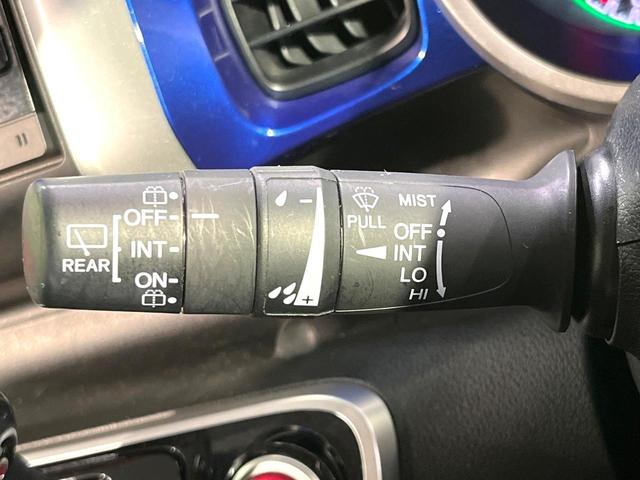 OFF
INT
REAR
ON
- 
+
PULL
MIST
OFF
INT
LO
HI